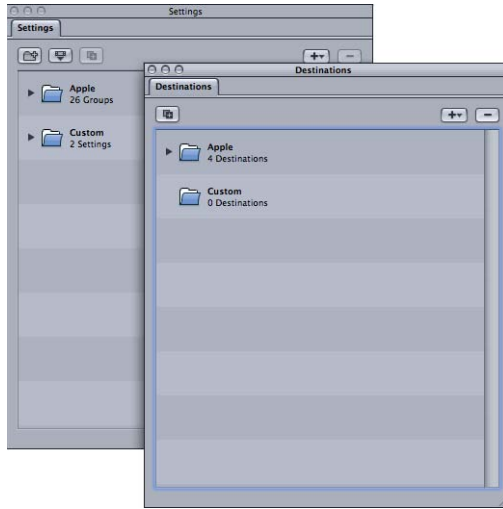 Settings
Settings
Apple
26 Groups
Custom
2 Settings
Destinations
Destinations
Apple
4 Destinations
Custom
0 Destinations